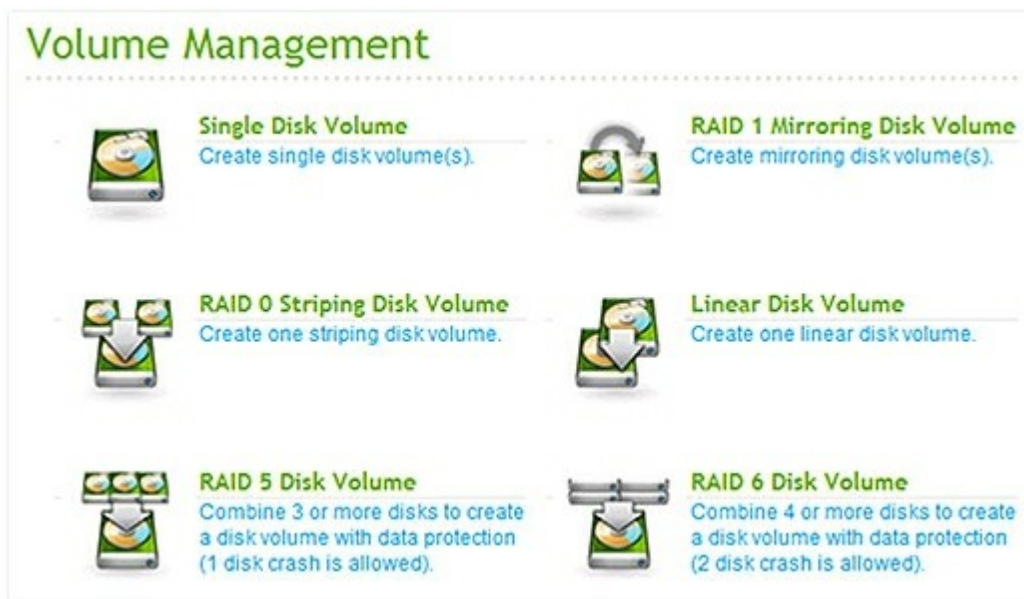 Volume Management
Single Disk Volume
Create single disk volume(s).
RAID 1 Mirroring Disk Volume
Create mirroring disk volume(s).
RAID 0 Striping Disk Volume
Create one striping disk volume.
Linear Disk Volume
Create one linear disk volume.
RAID 5 Disk Volume
Combine 3 or more disks to create
a disk volume with data protection
(1 disk crash is allowed).
RAID 6 Disk Volume
Combine 4 or more disks to create
a disk volume with data protection
(2 disk crash is allowed).